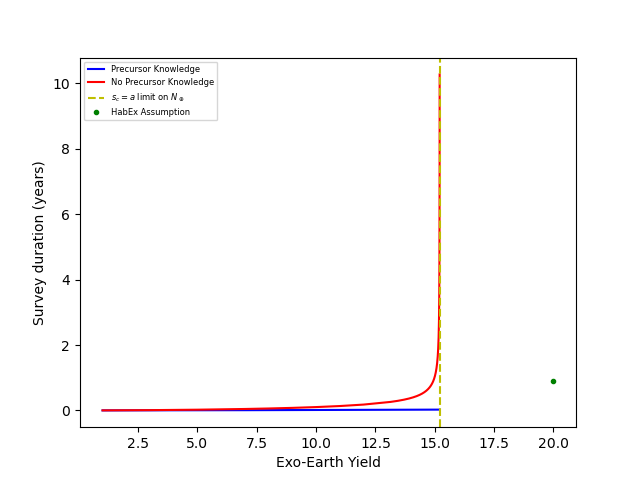 Precursor Knowledge
No Precursor Knowledge
s_c = a limit on N_⊕
HabEx Assumption
10
8
6
4
2
0
Survey duration (years)
2.5 5.0 7.5 10.0 12.5 15.0 17.5 20.0
Exo-Earth Yield